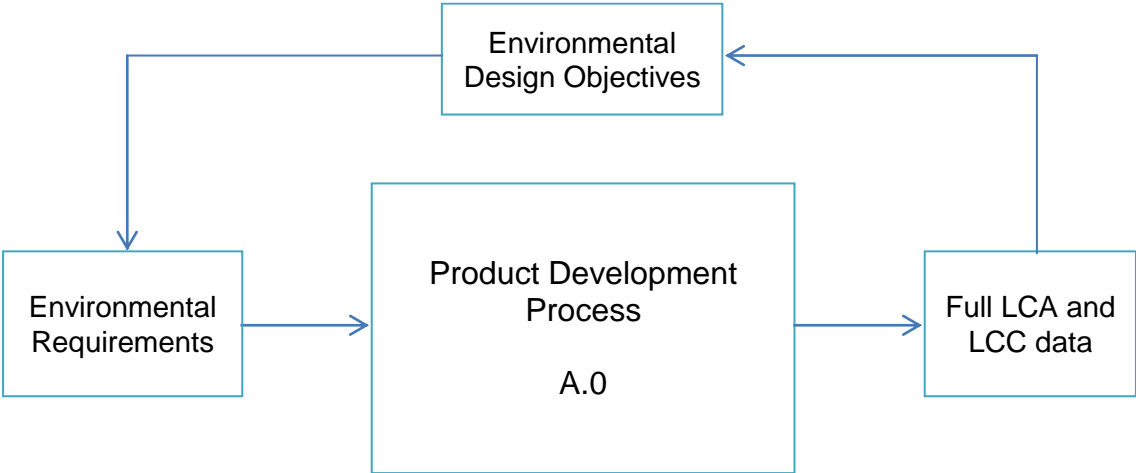 Environmental
Design Objectives
Environmental
Requirements
Product Development
Process
A.0
Full LCA and
LCC data